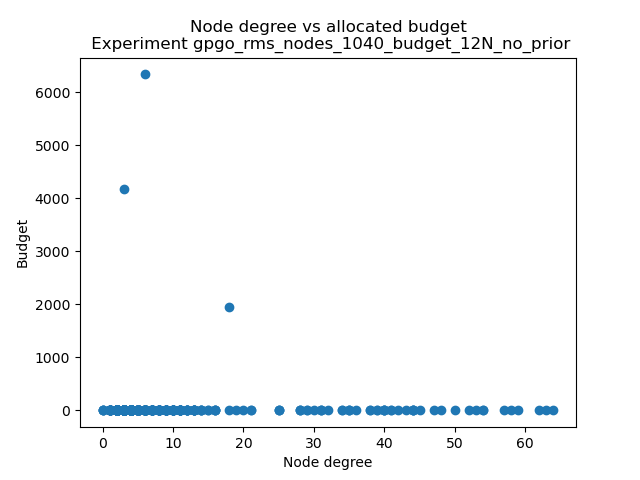 Node degree vs allocated budget
Experiment gpgo_rms_nodes_1040_budget_12N_no_prior
6000
5000
4000
3000
2000
1000
0
Budget
0 10 20 30 40 50 60
Node degree